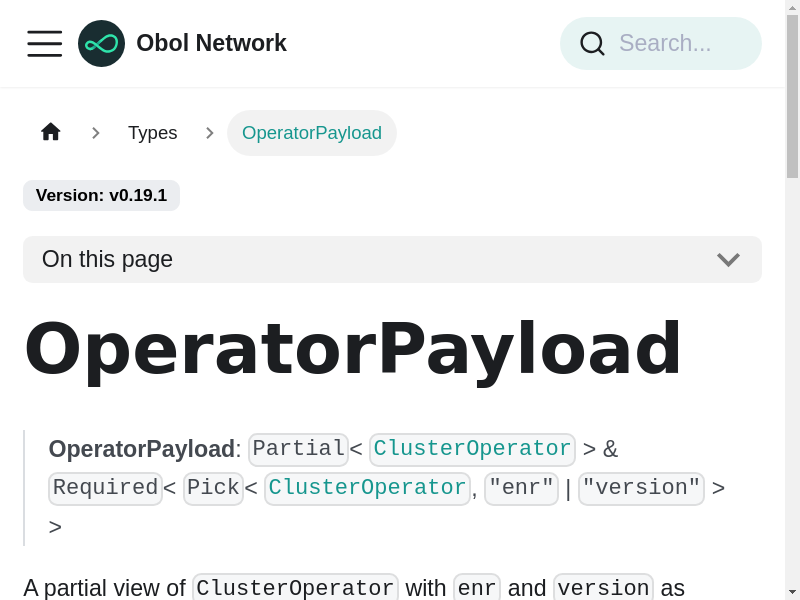 Obol Network
Search...
Types
OperatorPayload
Version: v0.19.1
On this page
OperatorPayload
OperatorPayload: Partial< ClusterOperator > &
Required< Pick< ClusterOperator, "enr" | "version" >
>
A partial view of ClusterOperator with enr and version as